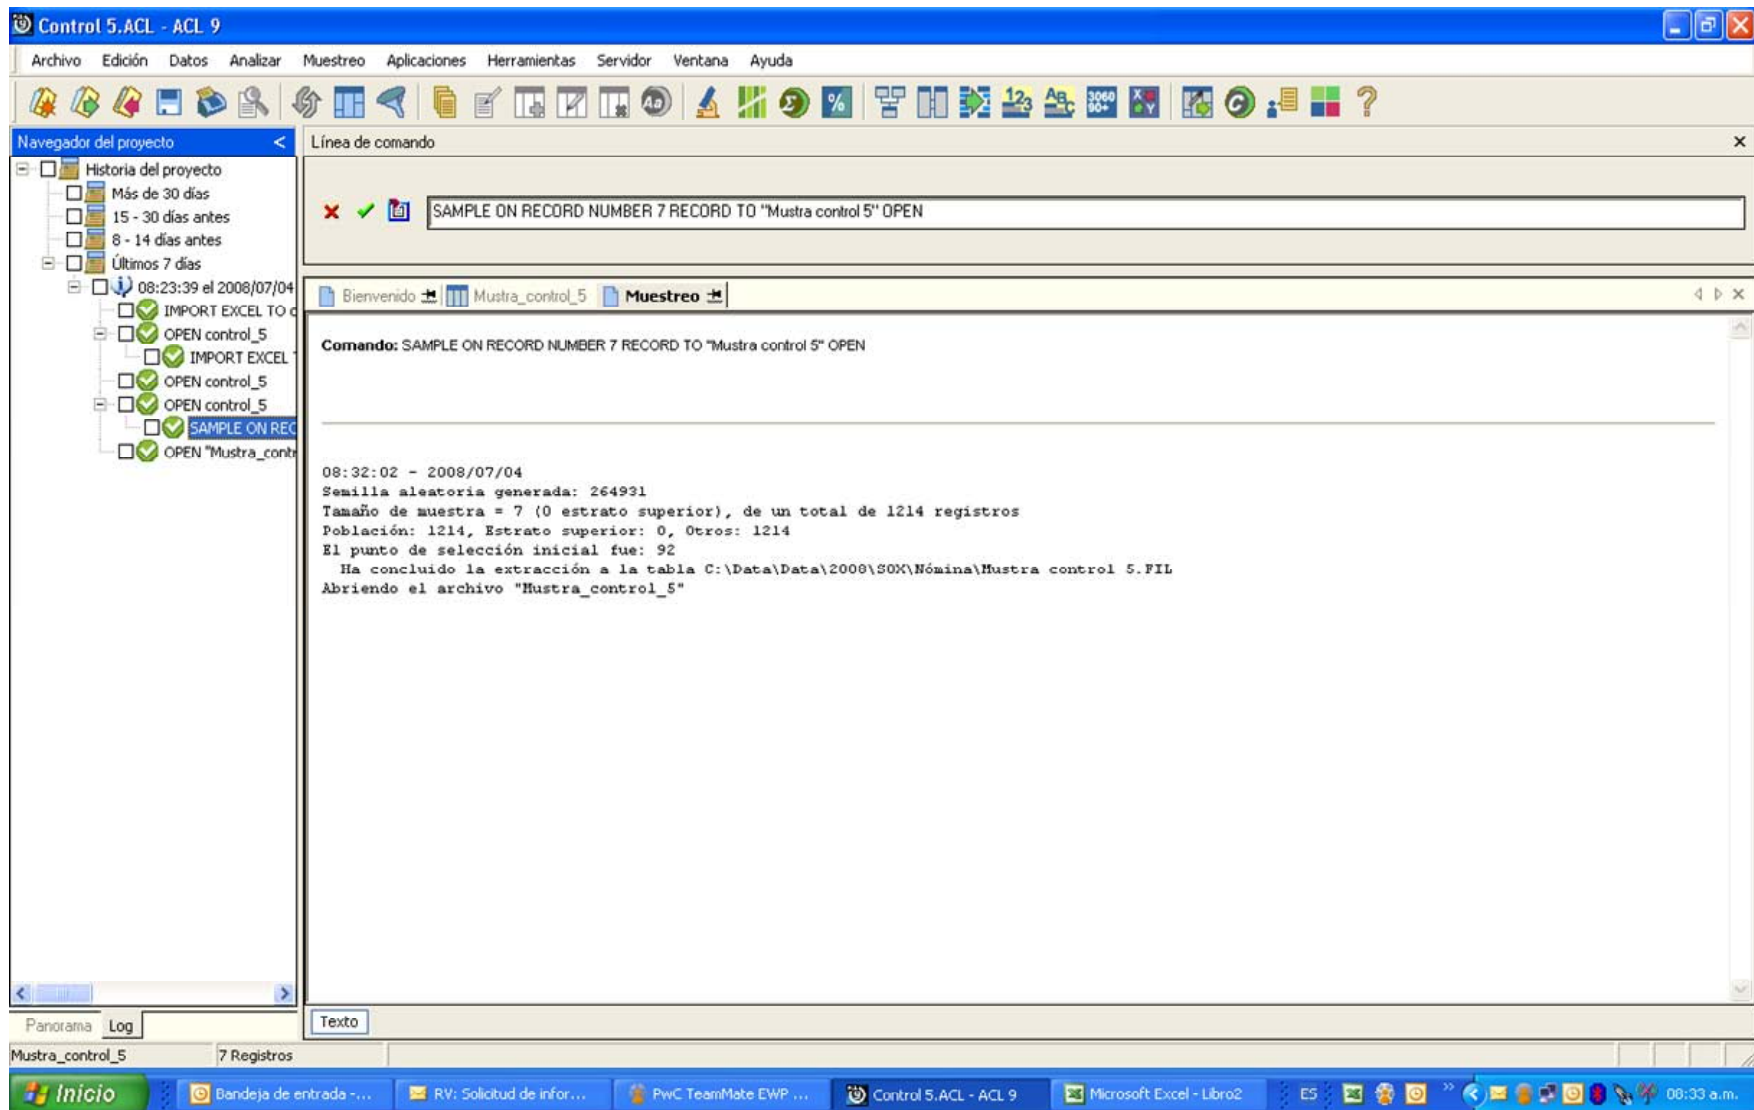 Control 5.ACL - ACL 9
Archivo Edición Datos Analizar Muestreo Aplicaciones Herramientas Servidor Ventana Ayuda
Navegador del proyecto <
Historia del proyecto
Más de 30 días
15 - 30 días antes
8 - 14 días antes
Últimos 7 días
08:23:39 el 2008/07/04
IMPORT EXCEL TO c
OPEN control_5
IMPORT EXCEL T
OPEN control_5
OPEN control_5
SAMPLE ON REC
OPEN "Mustra_contr
Panorama Log
Línea de comando
SAMPLE ON RECORD NUMBER 7 RECORD TO "Mustra control 5" OPEN
Bienvenido Mustra_control_5 Muestreo
Comando: SAMPLE ON RECORD NUMBER 7 RECORD TO "Mustra control 5" OPEN
08:32:02 - 2008/07/04
Semilla aleatoria generada: 264931
Tamaño de muestra = 7 (0 estrato superior), de un total de 1214 registros
Población: 1214, Estrato superior: 0, Otros: 1214
El punto de selección inicial fue: 92
Ha concluido la extracción a la tabla C:\Data\Data\2008\SOX\Nómina\Mustra control 5.FIL
Abriendo el archivo "Mustra_control_5"
Texto
Mustra_control_5 7 Registros
Inicio Bandeja de entrada -... RV: Solicitud de infor... PwC TeamMate EWP ... Control 5.ACL - ACL 9 Microsoft Excel - Libro2 ES 08:33 a.m.